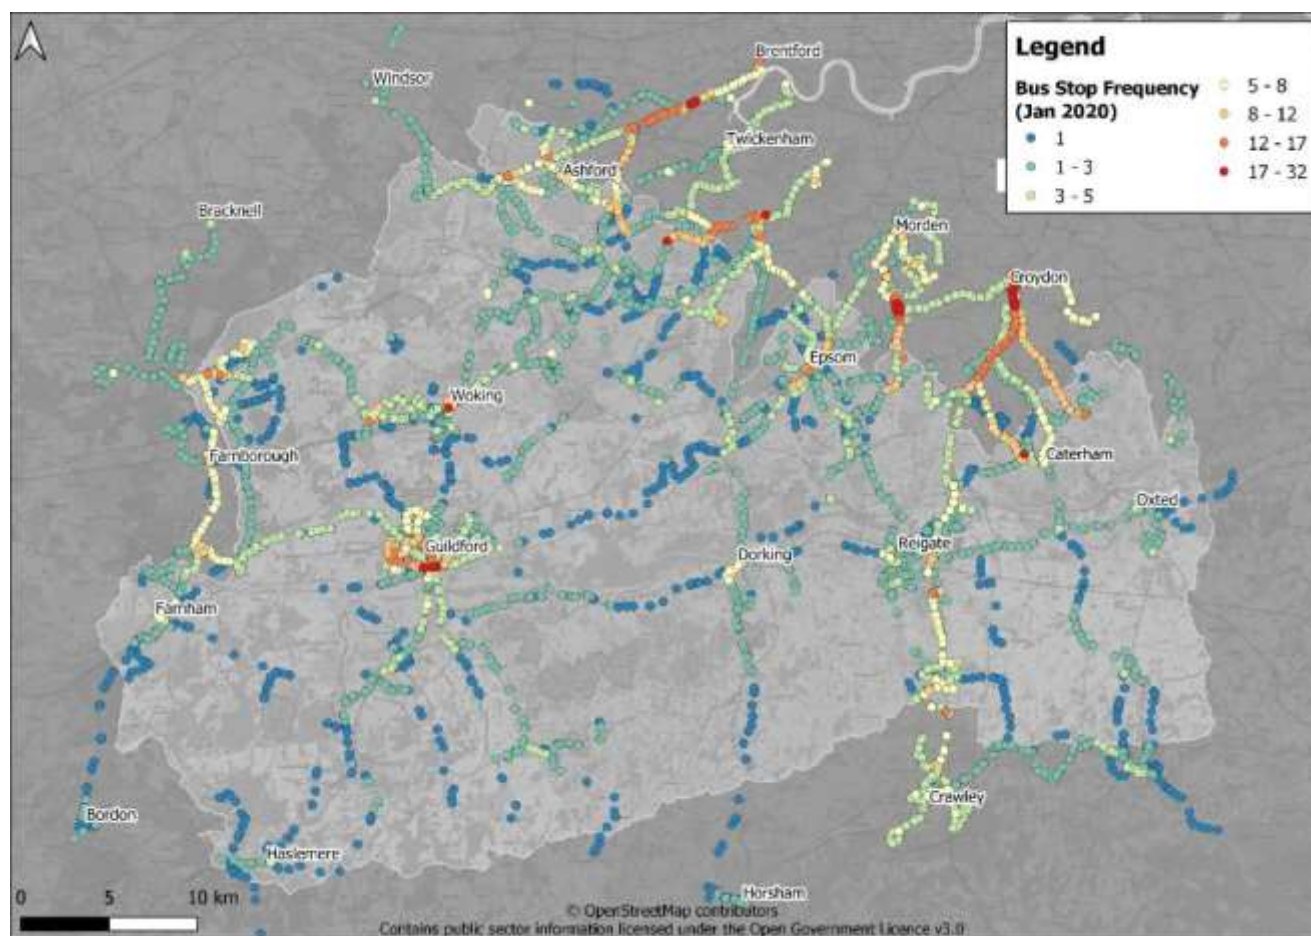 Brentford
Windsor
Twickenham
Ashford
Bracknell
Morden
Croydon
Epsom
Woking
Farnborough
Caterham
Oxted
Guildford
Reigate
Dorking
Farnham
Crawley
Bordon
Haslemere
Horsham
Legend
Bus Stop Frequency
(Jan 2020)
1
1 - 3
3 - 5
5 - 8
8 - 12
12 - 17
17 - 32
0 5 10 km
© OpenStreetMap contributors
Contains public sector information licensed under the Open Government Licence v3.0